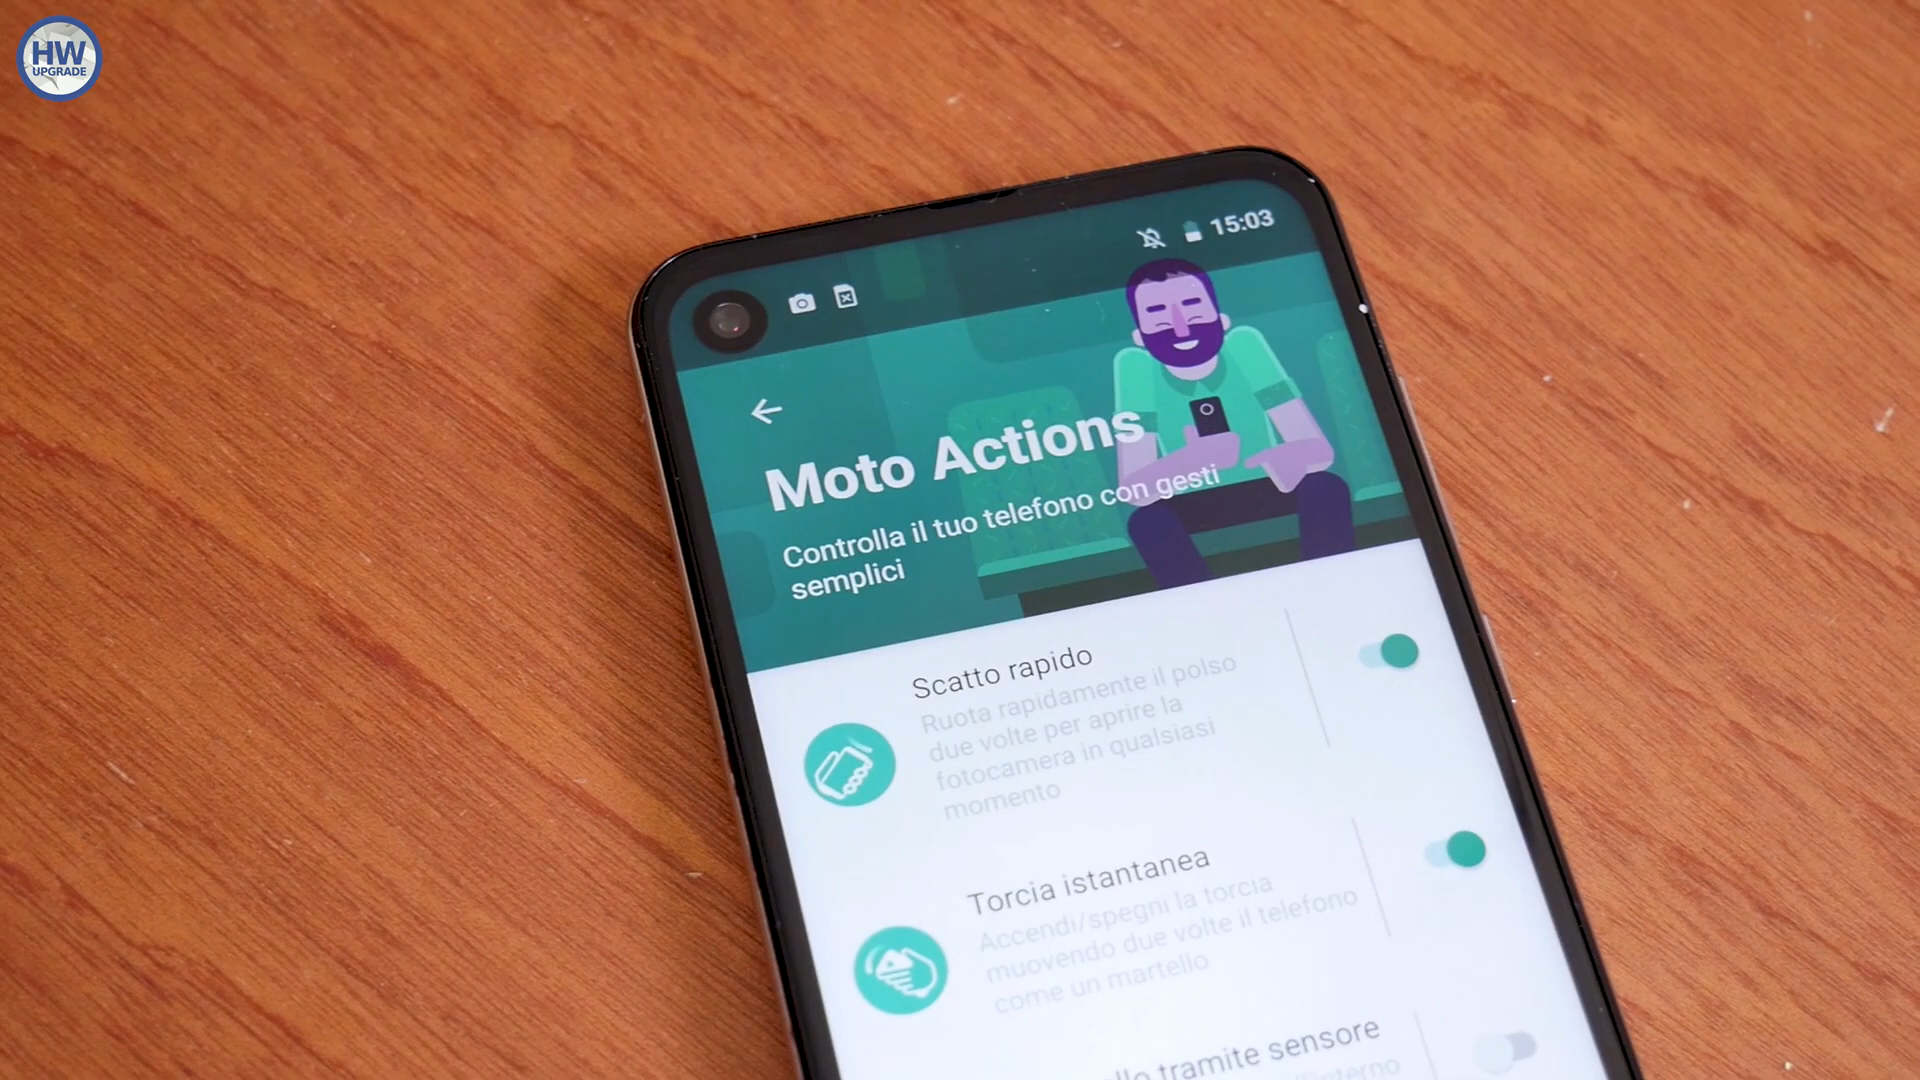 HW
UPGRADE
15:03
Moto Actions
Controlla il tuo telefono con gesti
semplici
Scatto rapido
Ruota rapidamente il polso
due volte per aprire la
fotocamera in qualsiasi
momento
Torcia istantanea
Accendi/spegni la torcia
muovendo due volte il telefono
come un martello
tramite sensore